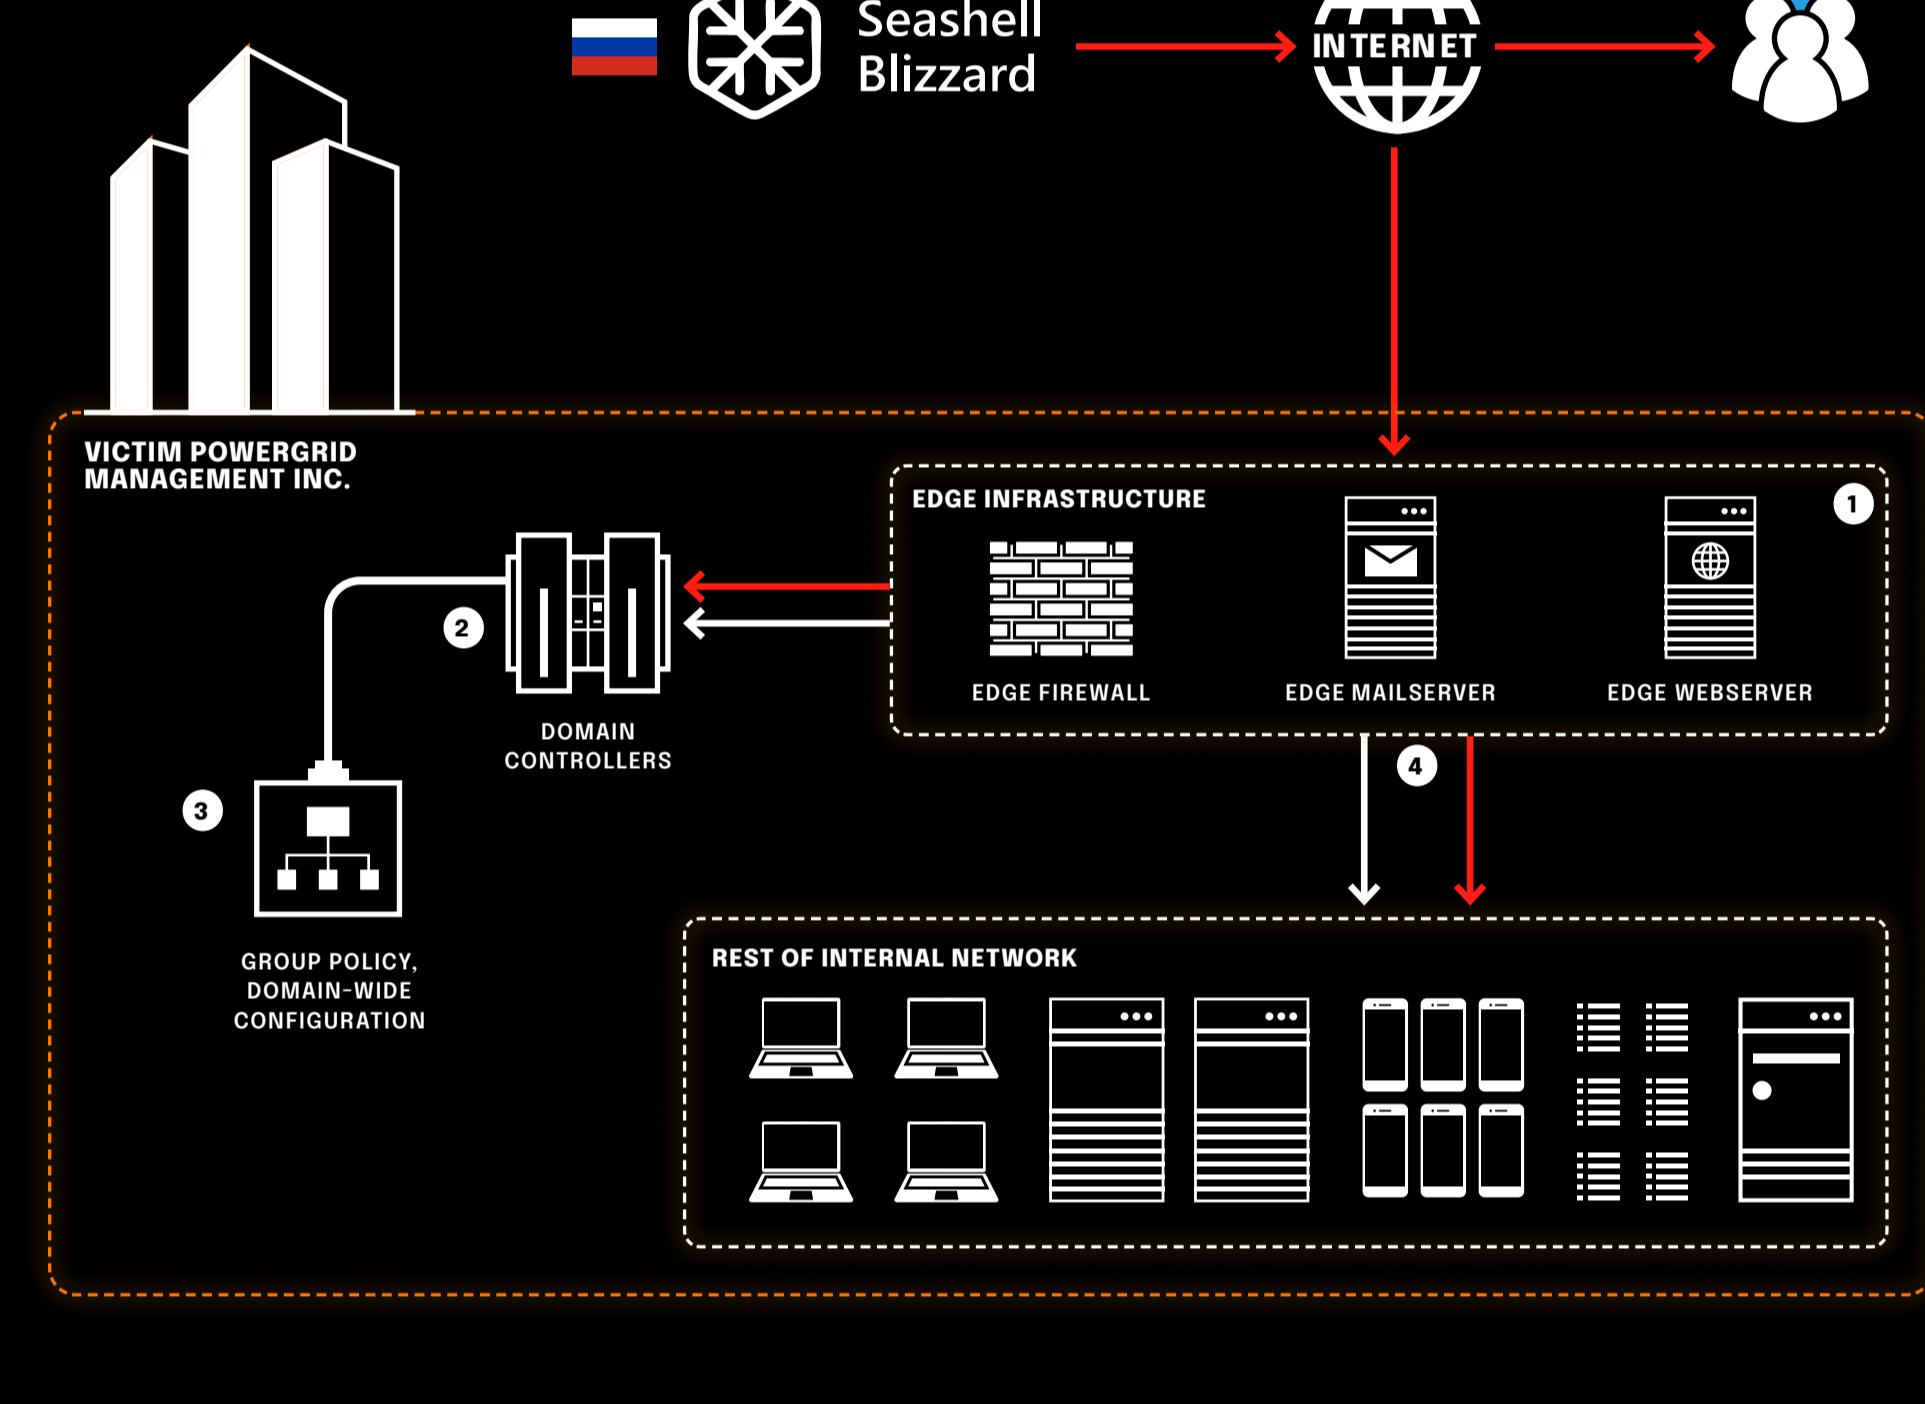 Seashell
Blizzard
INTERNET
VICTIM POWERGRID
MANAGEMENT INC.
EDGE INFRASTRUCTURE
1
EDGE FIREWALL
EDGE MAILSERVER
EDGE WEBSERVER
2
DOMAIN
CONTROLLERS
3
GROUP POLICY,
DOMAIN-WIDE
CONFIGURATION
4
REST OF INTERNAL NETWORK